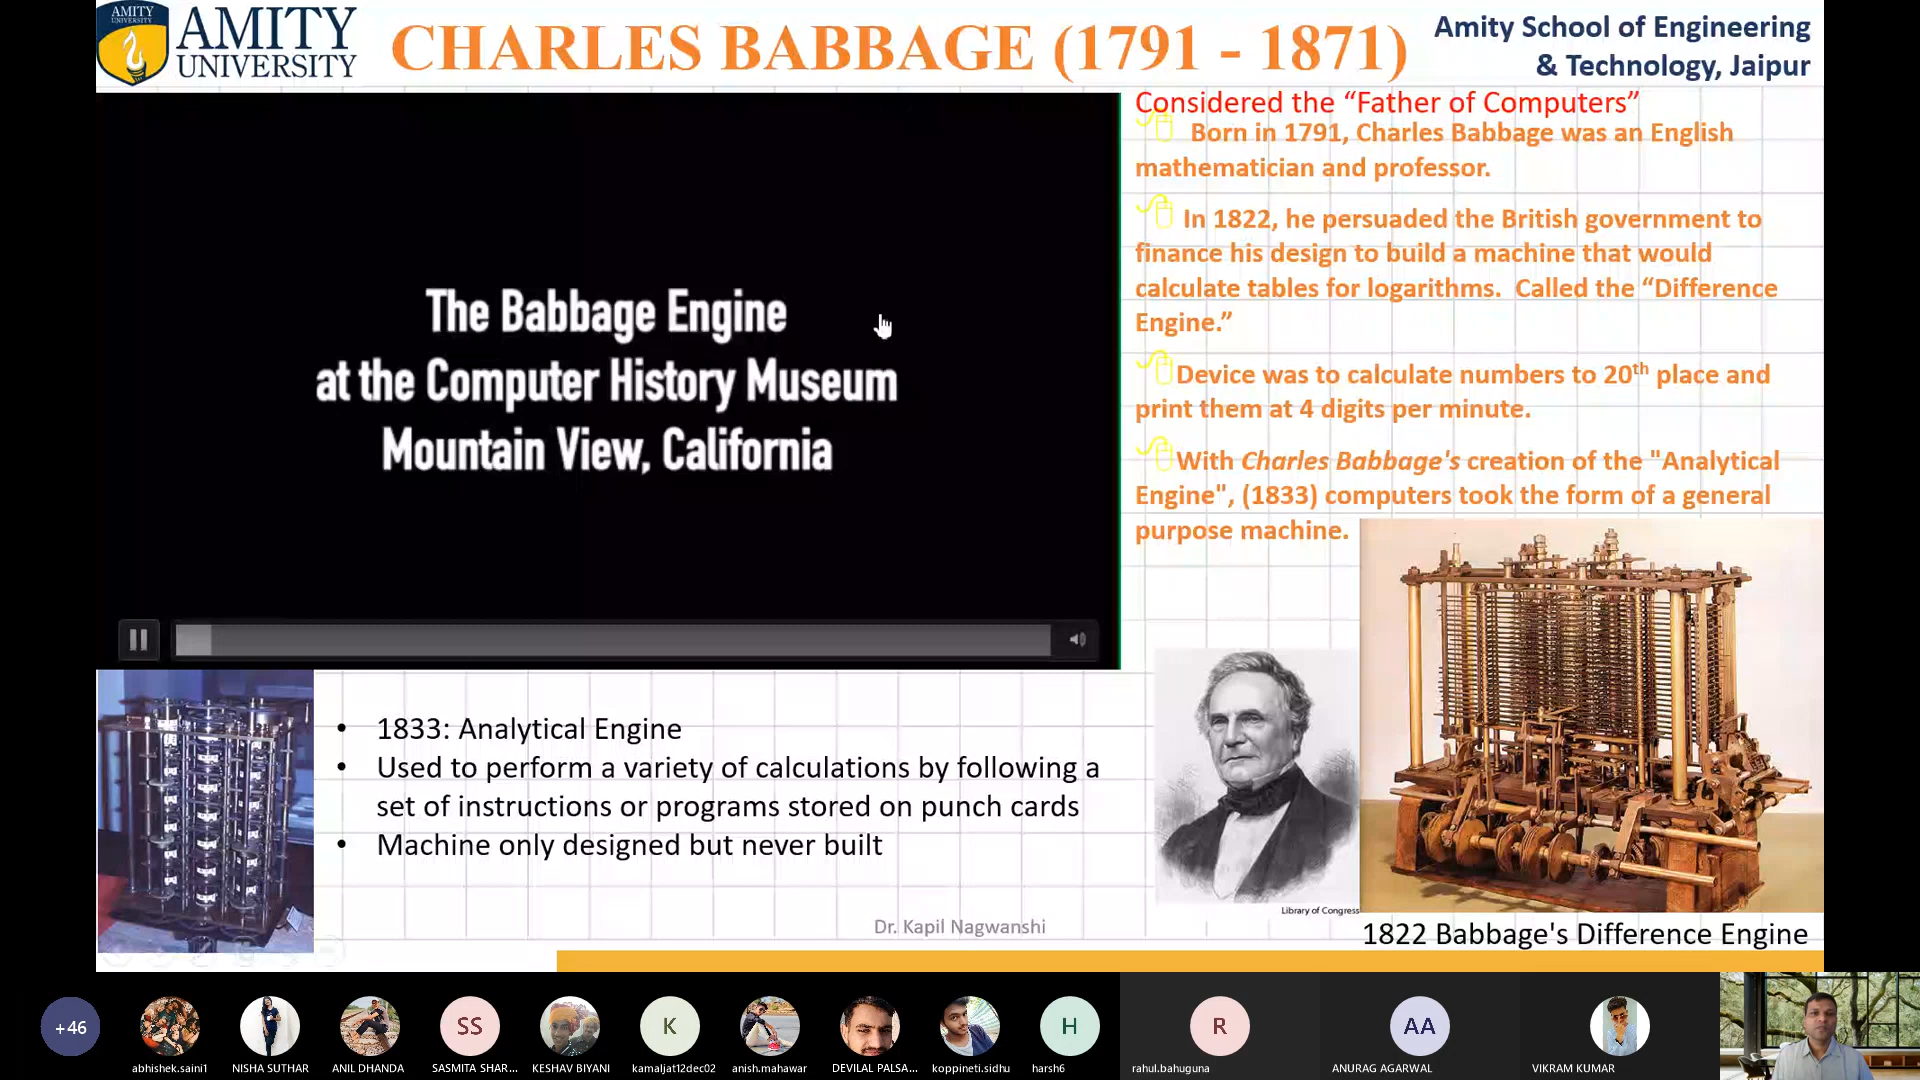 AMITY
UNIVERSITY
AMITY
UNIVERSITY
CHARLES BABBAGE (1791 - 1871)
Amity School of Engineering
& Technology, Jaipur
The Babbage Engine
at the Computer History Museum
Mountain View, California
Considered the “Father of Computers”
Born in 1791, Charles Babbage was an English
mathematician and professor.
In 1822, he persuaded the British government to
finance his design to build a machine that would
calculate tables for logarithms. Called the “Difference
Engine.”
Device was to calculate numbers to 20th place and
print them at 4 digits per minute.
With Charles Babbage's creation of the "Analytical
Engine", (1833) computers took the form of a general
purpose machine.
• 1833: Analytical Engine
• Used to perform a variety of calculations by following a
set of instructions or programs stored on punch cards
• Machine only designed but never built
Library of Congress
Dr. Kapil Nagwanshi
1822 Babbage's Difference Engine
+46
SS
K
H
R
AA
abhishek.saini1
NISHA SUTHAR
ANIL DHANDA
SASMITA SHAR...
KESHAV BIYANI
kamaljat12dec02
anish.mahawar
DEVILAL PALSA...
koppineti.sidhu
harsh6
rahul.bahuguna
ANURAG AGARWAL
VIKRAM KUMAR